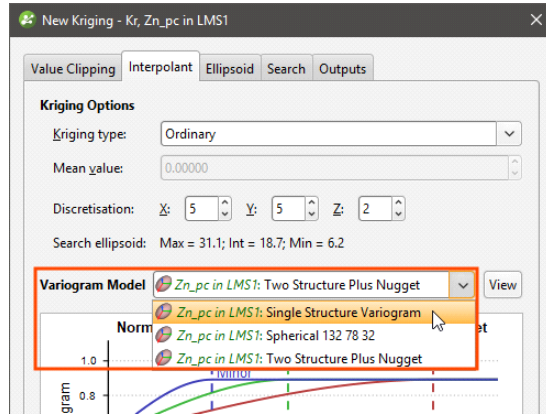 New Kriging - Kr, Zn_pc in LMS1
Value Clipping Interpolant Ellipsoid Search Outputs
Kriging Options
Kriging type: Ordinary
Mean value: 0.00000
Discretisation: X: 5 Y: 5 Z: 2
Search ellipsoid: Max = 31.1; Int = 18.7; Min = 6.2
Variogram Model Zn_pc in LMS1: Two Structure Plus Nugget View
Zn_pc in LMS1: Single Structure Variogram
Zn_pc in LMS1: Spherical 132 78 32
Zn_pc in LMS1: Two Structure Plus Nugget
Minor
1.0
0.8